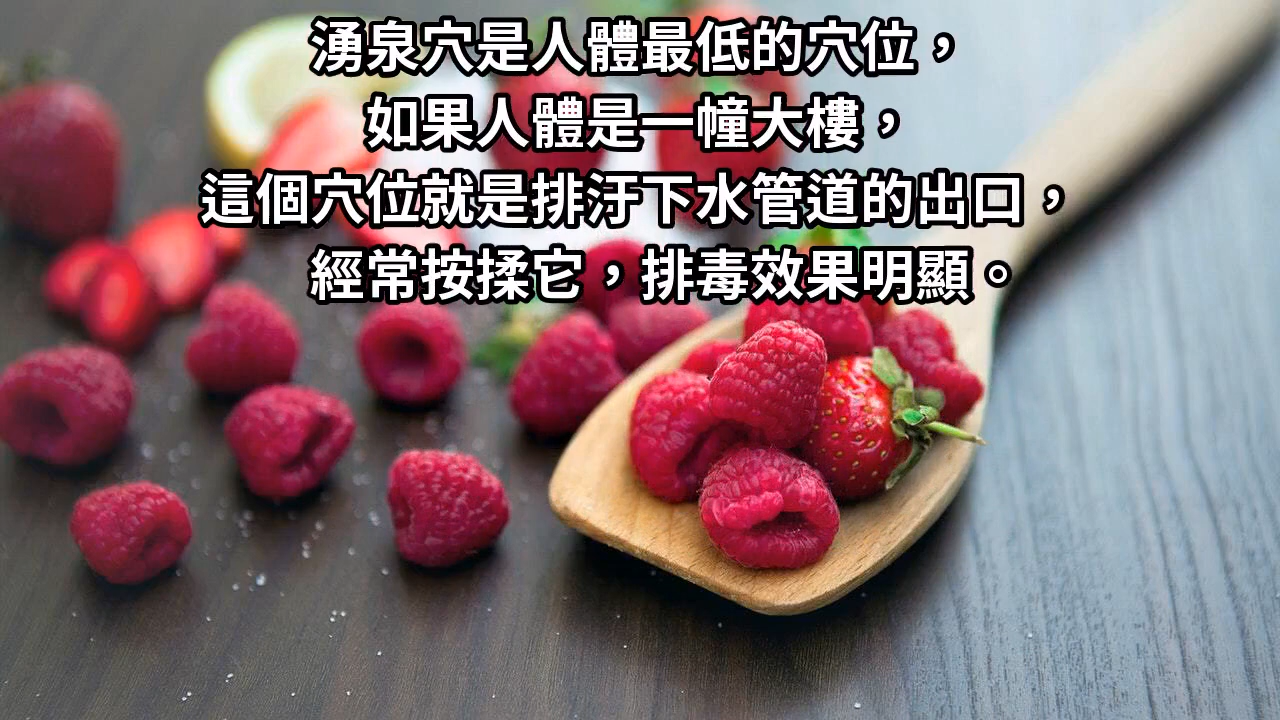 湧泉穴是人體最低的穴位，
如果人體是一幢大樓，
這個穴位就是排汙下水管道的出口，
經常按揉它，排毒效果明顯。